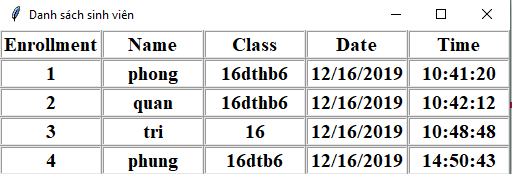 Danh sách sinh viên
Enrollment Name Class Date Time
1 phong 16dthb6 12/16/2019 10:41:20
2 quan 16dthb6 12/16/2019 10:42:12
3 tri 16 12/16/2019 10:48:48
4 phung 16dtb6 12/16/2019 14:50:43